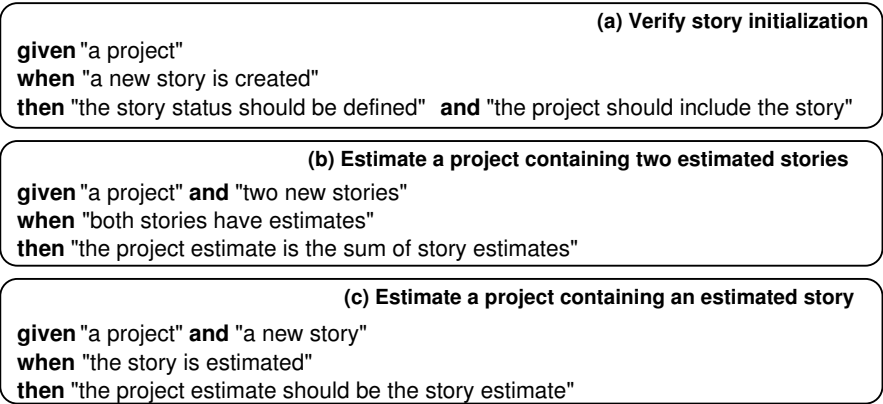 (a) Verify story initialization
given "a project"
when "a new story is created"
then "the story status should be defined" and "the project should include the story"
(b) Estimate a project containing two estimated stories
given "a project" and "two new stories"
when "both stories have estimates"
then "the project estimate is the sum of story estimates"
(c) Estimate a project containing an estimated story
given "a project" and "a new story"
when "the story is estimated"
then "the project estimate should be the story estimate"